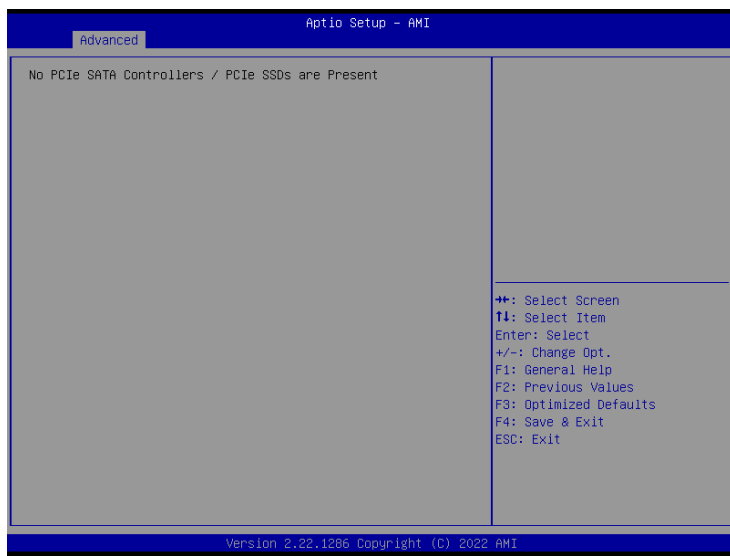 Aptio Setup – AMI
Advanced
No PCIe SATA Controllers / PCIe SSDs are Present
→←: Select Screen
↑↓: Select Item
Enter: Select
+/-: Change Opt.
F1: General Help
F2: Previous Values
F3: Optimized Defaults
F4: Save & Exit
ESC: Exit
Version 2.22.1286 Copyright (C) 2022 AMI